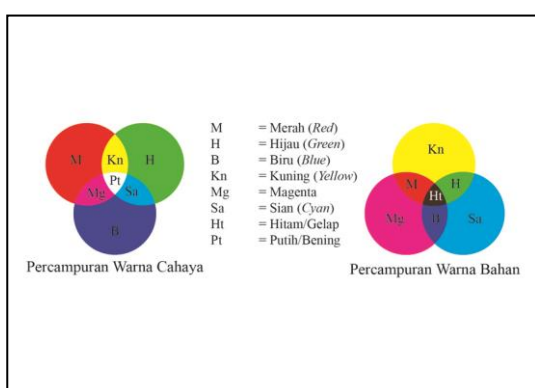 M
Kn
H
Pt
Mg
Sa
B
Percampuran Warna Cahaya
M = Merah (Red)
H = Hijau (Green)
B = Biru (Blue)
Kn = Kuning (Yellow)
Mg = Magenta
Sa = Sian (Cyan)
Ht = Hitam/Gelap
Pt = Putih/Bening
Kn
M
H
Ht
Mg
B
Sa
Percampuran Warna Bahan